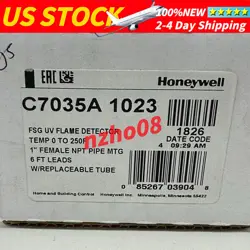 US STOCK
100% NEW
2-4 Day Shipping
EAC
Honeywell
C7035A 1023
nzho08
FSG UV FLAME DETECTOR
TEMP 0 TO 250F
1" FEMALE NPT PIPE MTG
6 FT LEADS
W/REPLACEABLE TUBE
1826
DATE CODE
4 09:29 AM
0 85267 03904 6
Home and Building Control
Honeywell Inc.
Minneapolis, Minnesota 55422